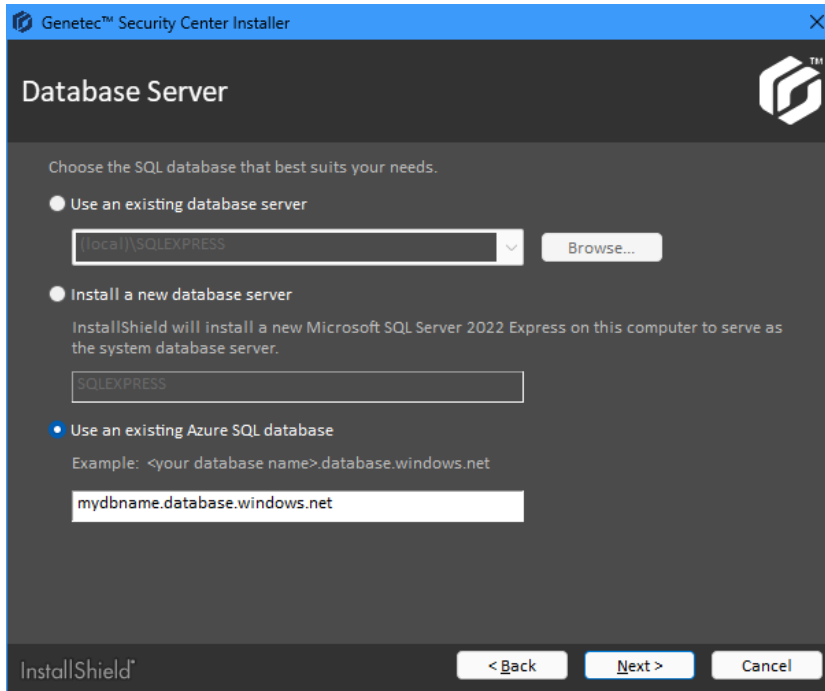 Genetec™ Security Center Installer
Database Server
TM
Choose the SQL database that best suits your needs.
Use an existing database server
(local)\SQLEXPRESS
Browse...
Install a new database server
InstallShield will install a new Microsoft SQL Server 2022 Express on this computer to serve as
the system database server.
SQLEXPRESS
Use an existing Azure SQL database
Example: <your database name>.database.windows.net
mydbname.database.windows.net
InstallShield
< Back
Next >
Cancel